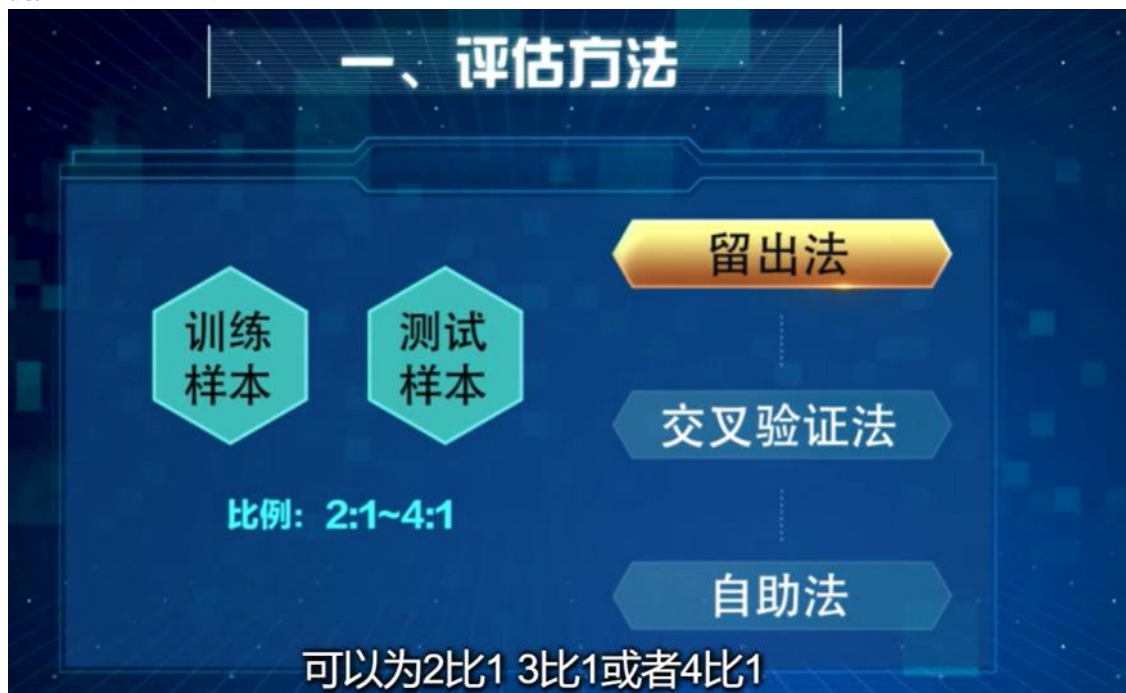 一、评估方法
留出法
训练
样本
测试
样本
交叉验证法
比例：2:1~4:1
自助法
可以为2比1 3比1或者4比1